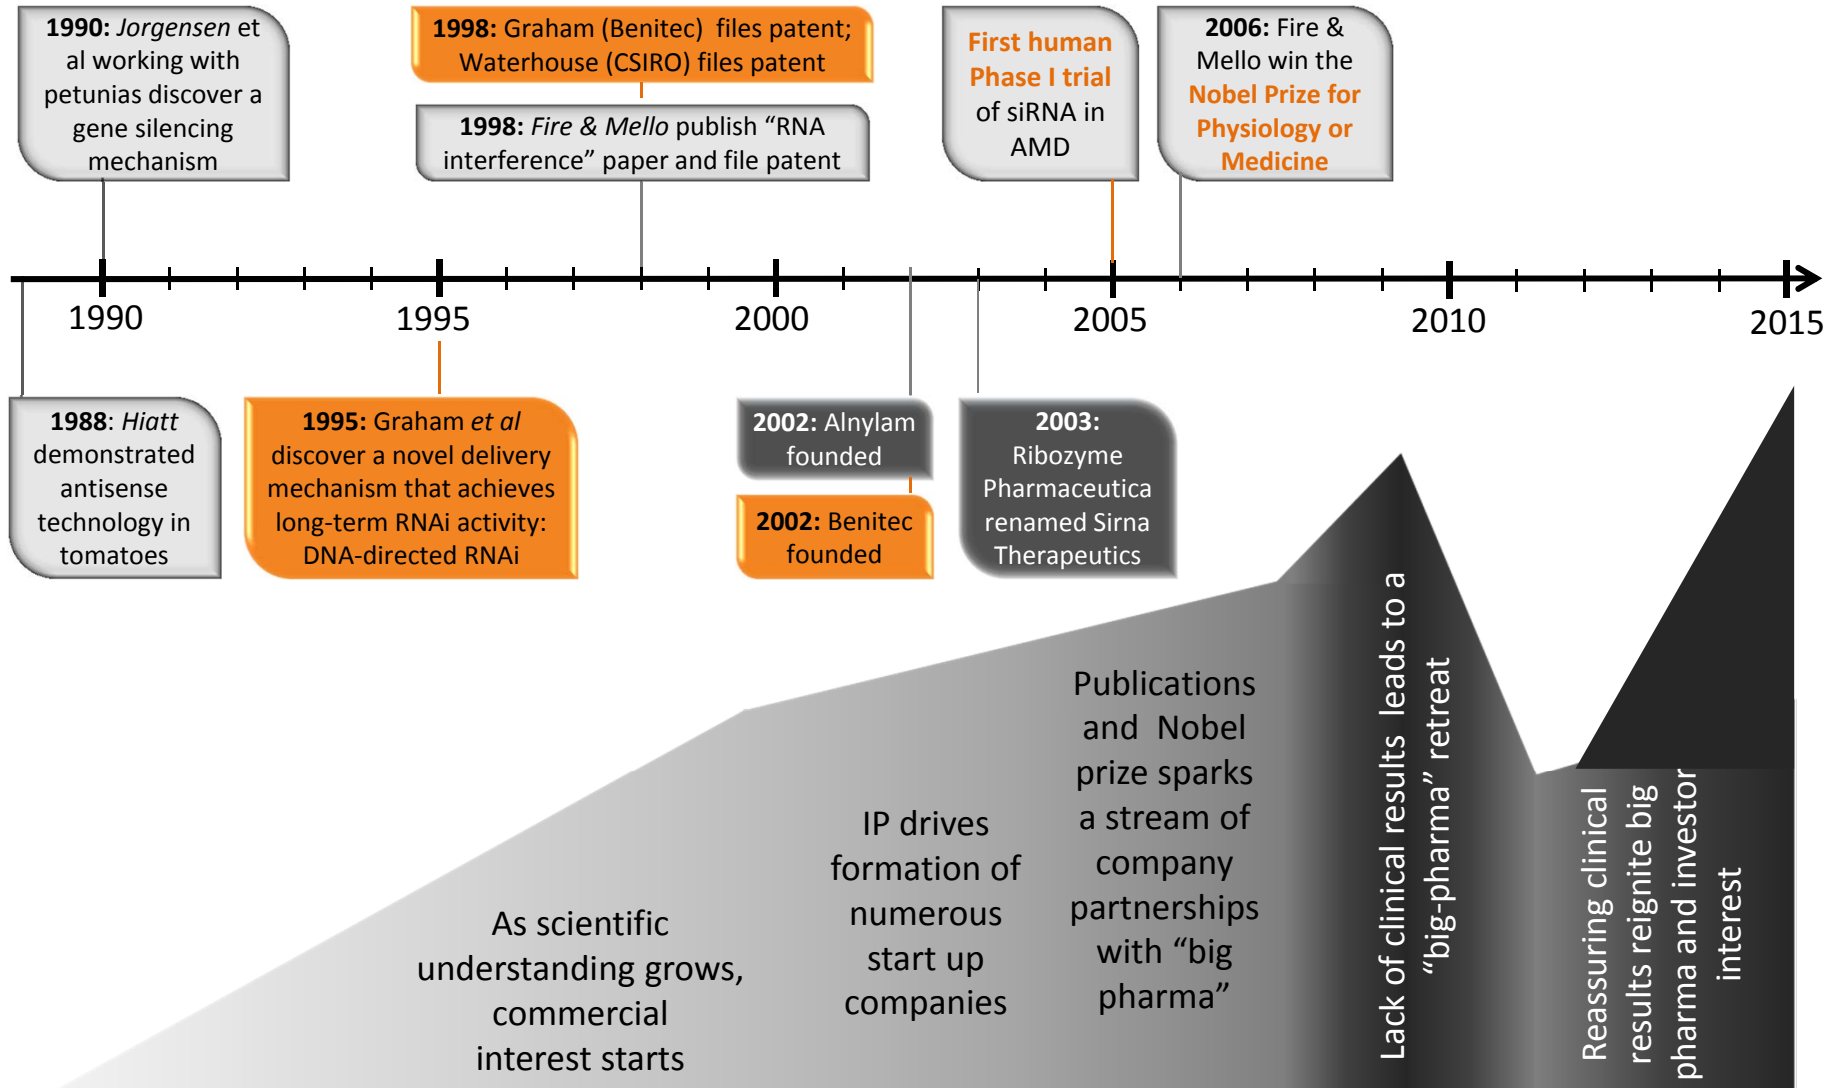 1990: Jorgensen et
al working with
petunias discover a
gene silencing
mechanism
1998: Graham (Benitec) files patent;
Waterhouse (CSIRO) files patent
1998: Fire & Mello publish “RNA
interference” paper and file patent
First human
Phase I trial
of siRNA in
AMD
2006: Fire &
Mello win the
Nobel Prize for
Physiology or
Medicine
1990
1995
2000
2005
2010
2015
1988: Hiatt
demonstrated
antisense
technology in
tomatoes
1995: Graham et al
discover a novel delivery
mechanism that achieves
long-term RNAi activity:
DNA-directed RNAi
2002: Alnylam
founded
2002: Benitec
founded
2003:
Ribozyme
Pharmaceutica
renamed Sirna
Therapeutics
As scientific
understanding grows,
commercial
interest starts
IP drives
formation of
numerous
start up
companies
Publications
and Nobel
prize sparks
a stream of
company
partnerships
with “big
pharma”
Lack of clinical results leads to a
“big-pharma” retreat
Reassuring clinical
results reignite big
pharma and investor
interest